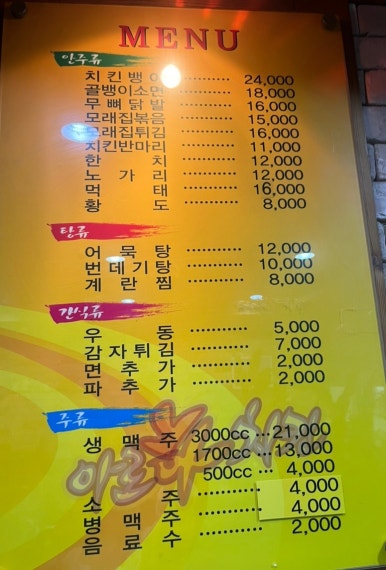 MENU
안주류
치킨뱅이 ·········· 24,000
골뱅이소면 ·········· 18,000
무뼈닭발 ·········· 16,000
모래집볶음 ·········· 15,000
모래집튀김 ·········· 16,000
치킨반마리 ·········· 11,000
한치 ·········· 12,000
노가리 ·········· 12,000
먹태 ·········· 16,000
황도 ·········· 8,000
탕류
어묵탕 ·········· 12,000
번데기탕 ·········· 10,000
계란찜 ·········· 8,000
간식류
우동 ·········· 5,000
감자튀김 ·········· 7,000
면추가 ·········· 2,000
파추가 ·········· 2,000
주류
생맥주 3000cc ... 21,000
1700cc ... 13,000
500cc ... 4,000
소주 ·········· 4,000
병맥주 ·········· 4,000
음료수 ·········· 2,000